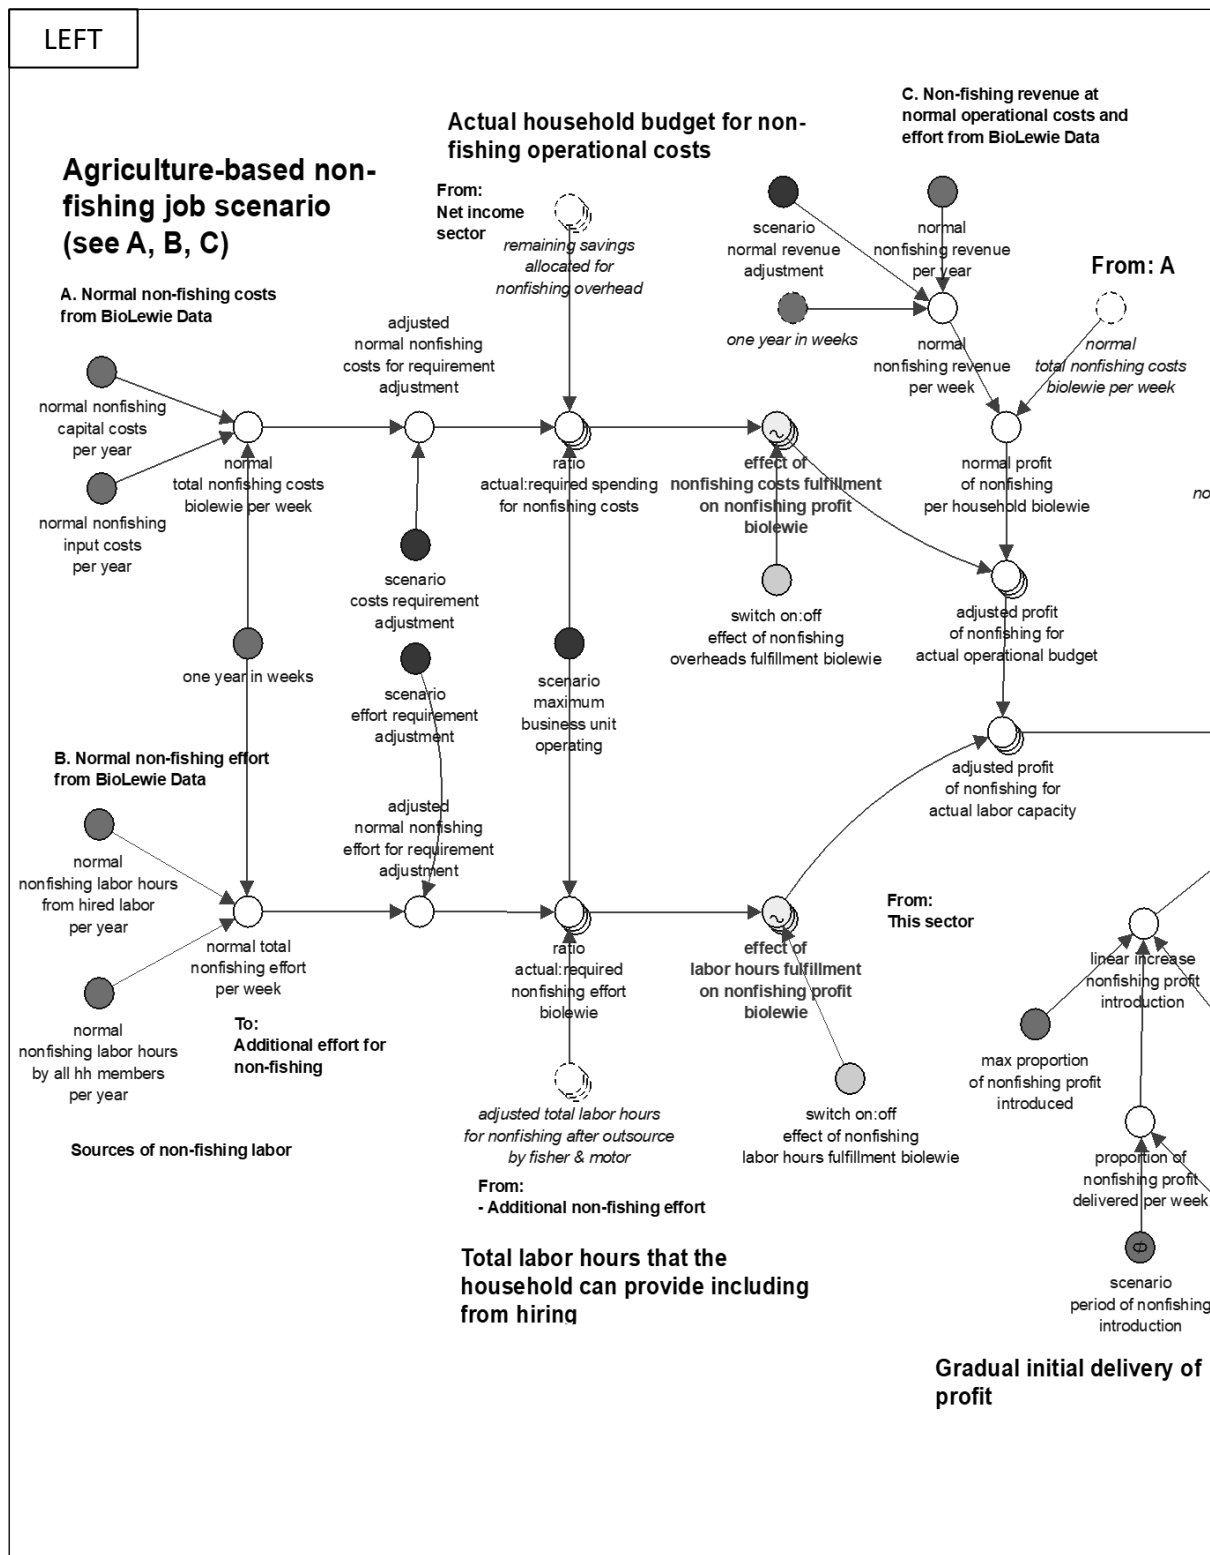 LEFT
Agriculture-based non-
fishing job scenario
(see A, B, C)
Actual household budget for non-
fishing operational costs
From:
Net income
sector
remaining savings
allocated for
nonfishing overhead
C. Non-fishing revenue at
normal operational costs and
effort from BioLewie Data
scenario
normal revenue
adjustment
normal
nonfishing revenue
per year
From: A
one year in weeks
normal
nonfishing revenue
per week
normal
total nonfishing costs
biolewie per week
A. Normal non-fishing costs
from BioLewie Data
adjusted
normal nonfishing
costs for requirement
adjustment
normal nonfishing
capital costs
per year
normal
total nonfishing costs
biolewie per week
ratio
actual:required spending
for nonfishing costs
effect of
nonfishing costs fulfillment
on nonfishing profit
biolewie
normal profit
of nonfishing
per household biolewie
no
normal nonfishing
input costs
per year
scenario
costs requirement
adjustment
switch on:off
effect of nonfishing
overheads fulfillment biolewie
adjusted profit
of nonfishing for
actual operational budget
one year in weeks
scenario
effort requirement
adjustment
scenario
maximum
business unit
operating
B. Normal non-fishing effort
from BioLewie Data
adjusted profit
of nonfishing for
actual labor capacity
adjusted
normal nonfishing
effort for requirement
adjustment
normal
nonfishing labor hours
from hired labor
per year
normal total
nonfishing effort
per week
ratio
actual:required
nonfishing effort
biolewie
effect of
labor hours fulfillment
on nonfishing profit
biolewie
From:
This sector
linear increase
nonfishing profit
introduction
normal
nonfishing labor hours
by all hh members
per year
To:
Additional effort for
non-fishing
max proportion
of nonfishing profit
introduced
adjusted total labor hours
for nonfishing after outsource
by fisher & motor
switch on:off
effect of nonfishing
labor hours fulfillment biolewie
Sources of non-fishing labor
From:
- Additional non-fishing effort
proportion of
nonfishing profit
delivered per week
Total labor hours that the
household can provide including
from hiring
scenario
period of nonfishing
introduction
Gradual initial delivery of
profit